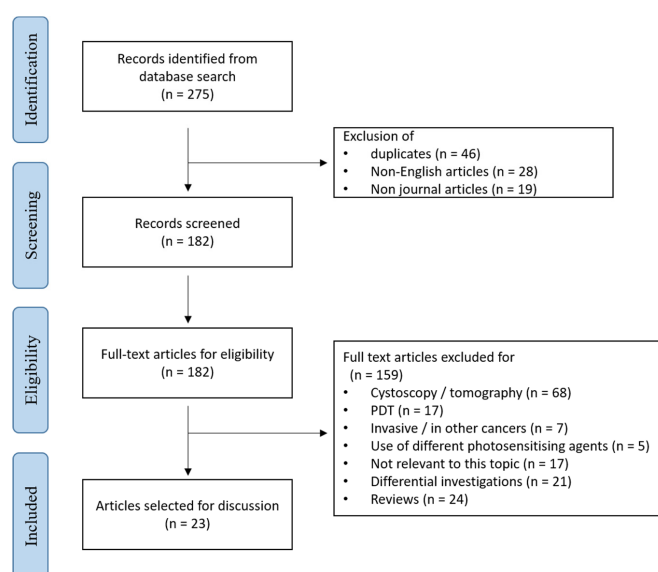 Identification
Records identified from
database search
(n = 275)
Exclusion of
• duplicates (n = 46)
• Non-English articles (n = 28)
• Non journal articles (n = 19)
Screening
Records screened
(n = 182)
Eligibility
Full-text articles for eligibility
(n = 182)
Full text articles excluded for
(n = 159)
• Cystoscopy / tomography (n = 68)
• PDT (n = 17)
• Invasive / in other cancers (n = 7)
• Use of different photosensitising agents (n = 5)
• Not relevant to this topic (n = 17)
• Differential investigations (n = 21)
• Reviews (n = 24)
Included
Articles selected for discussion
(n = 23)